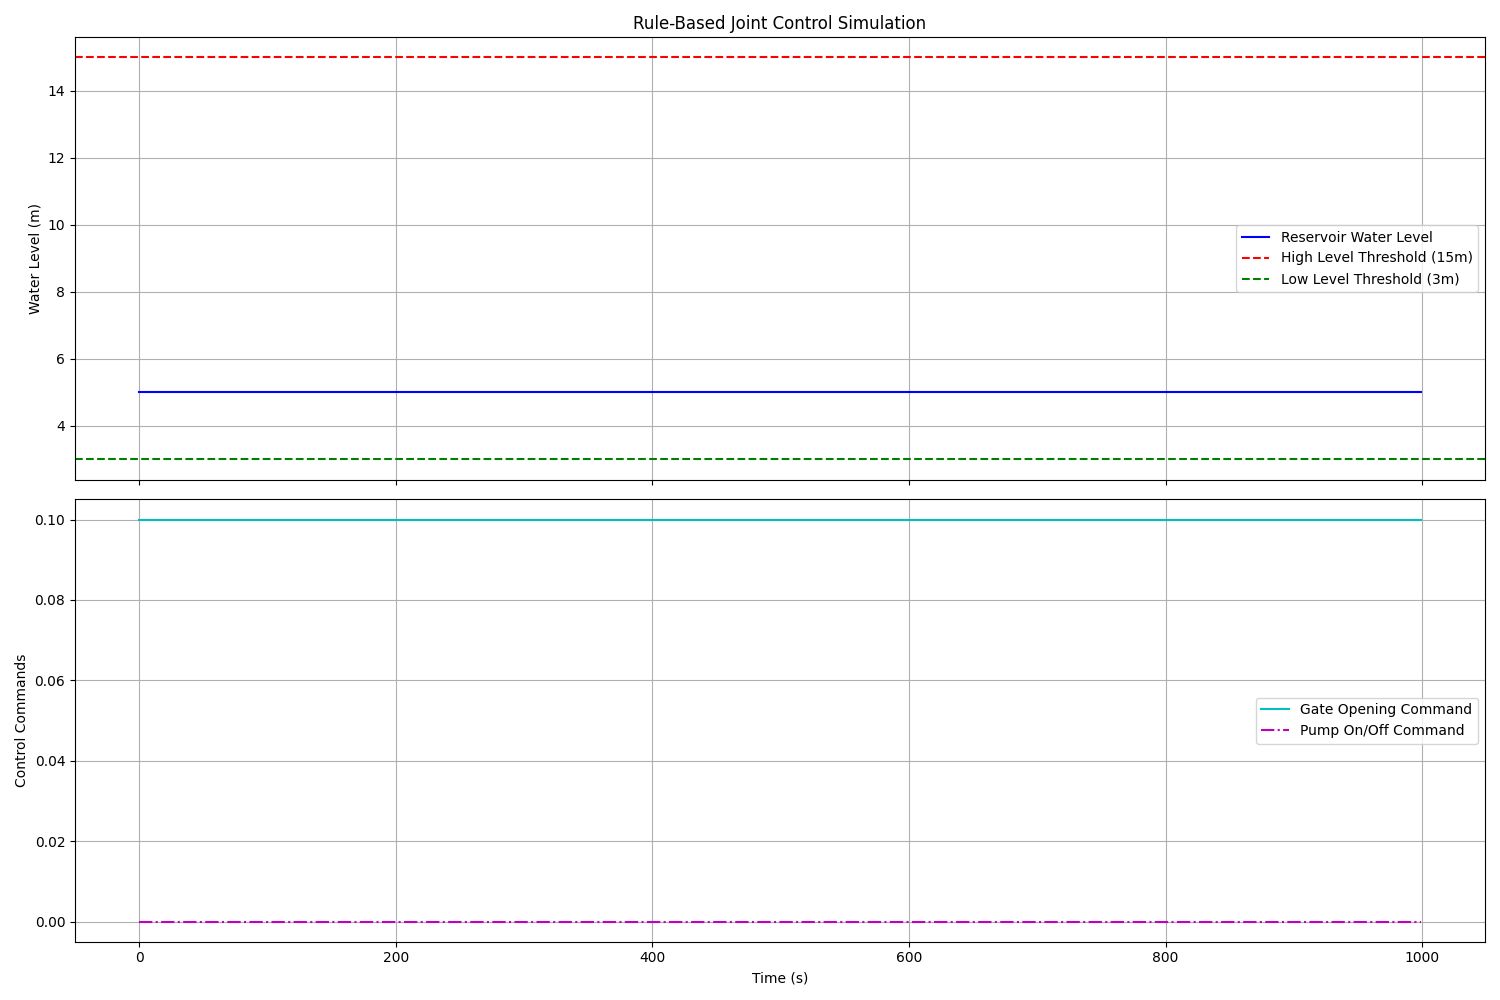 Rule-Based Joint Control Simulation
14
12
10
8
6
4
Water Level (m)
Reservoir Water Level
High Level Threshold (15m)
Low Level Threshold (3m)
0.10
0.08
0.06
0.04
0.02
0.00
Control Commands
Gate Opening Command
Pump On/Off Command
0 200 400 600 800 1000
Time (s)